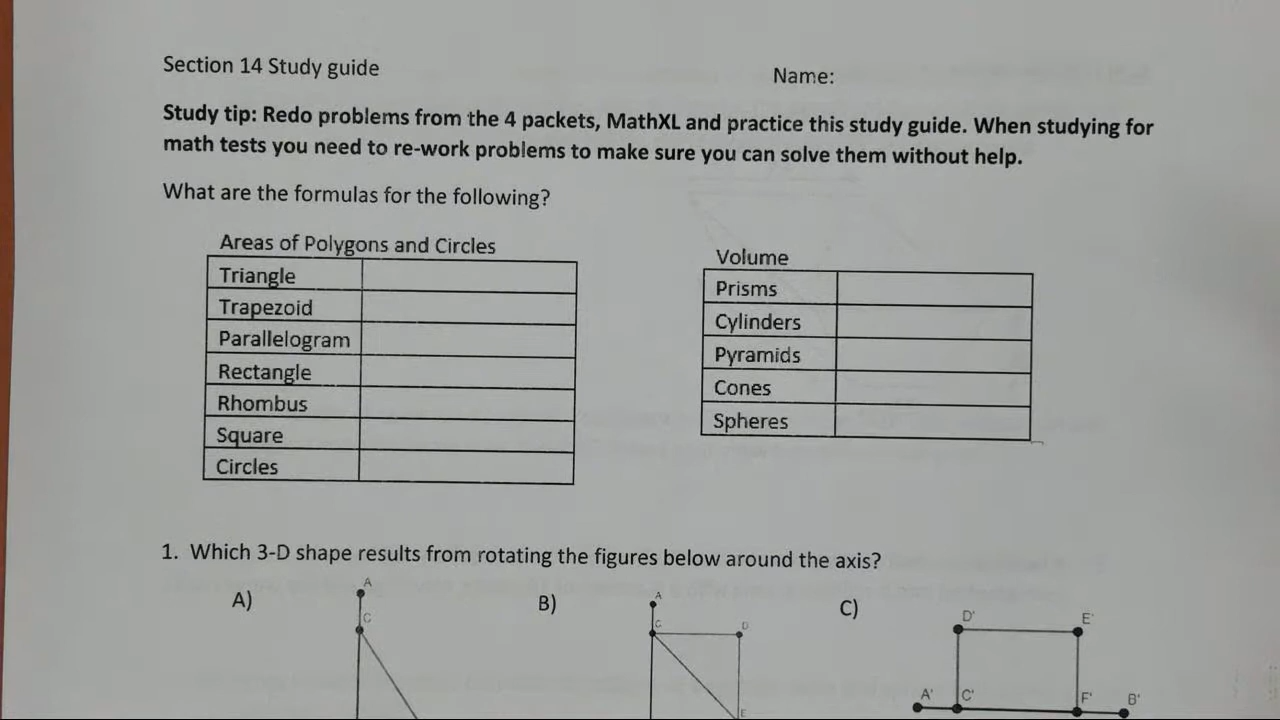 Section 14 Study guide
Name:
Study tip: Redo problems from the 4 packets, MathXL and practice this study guide. When studying for
math tests you need to re-work problems to make sure you can solve them without help.
What are the formulas for the following?
Areas of Polygons and Circles
Triangle
Trapezoid
Parallelogram
Rectangle
Rhombus
Square
Circles
Volume
Prisms
Cylinders
Pyramids
Cones
Spheres
1. Which 3-D shape results from rotating the figures below around the axis?
A)
A
C
B)
A
C
D
E
C)
D'
E'
A'
C'
F'
B'